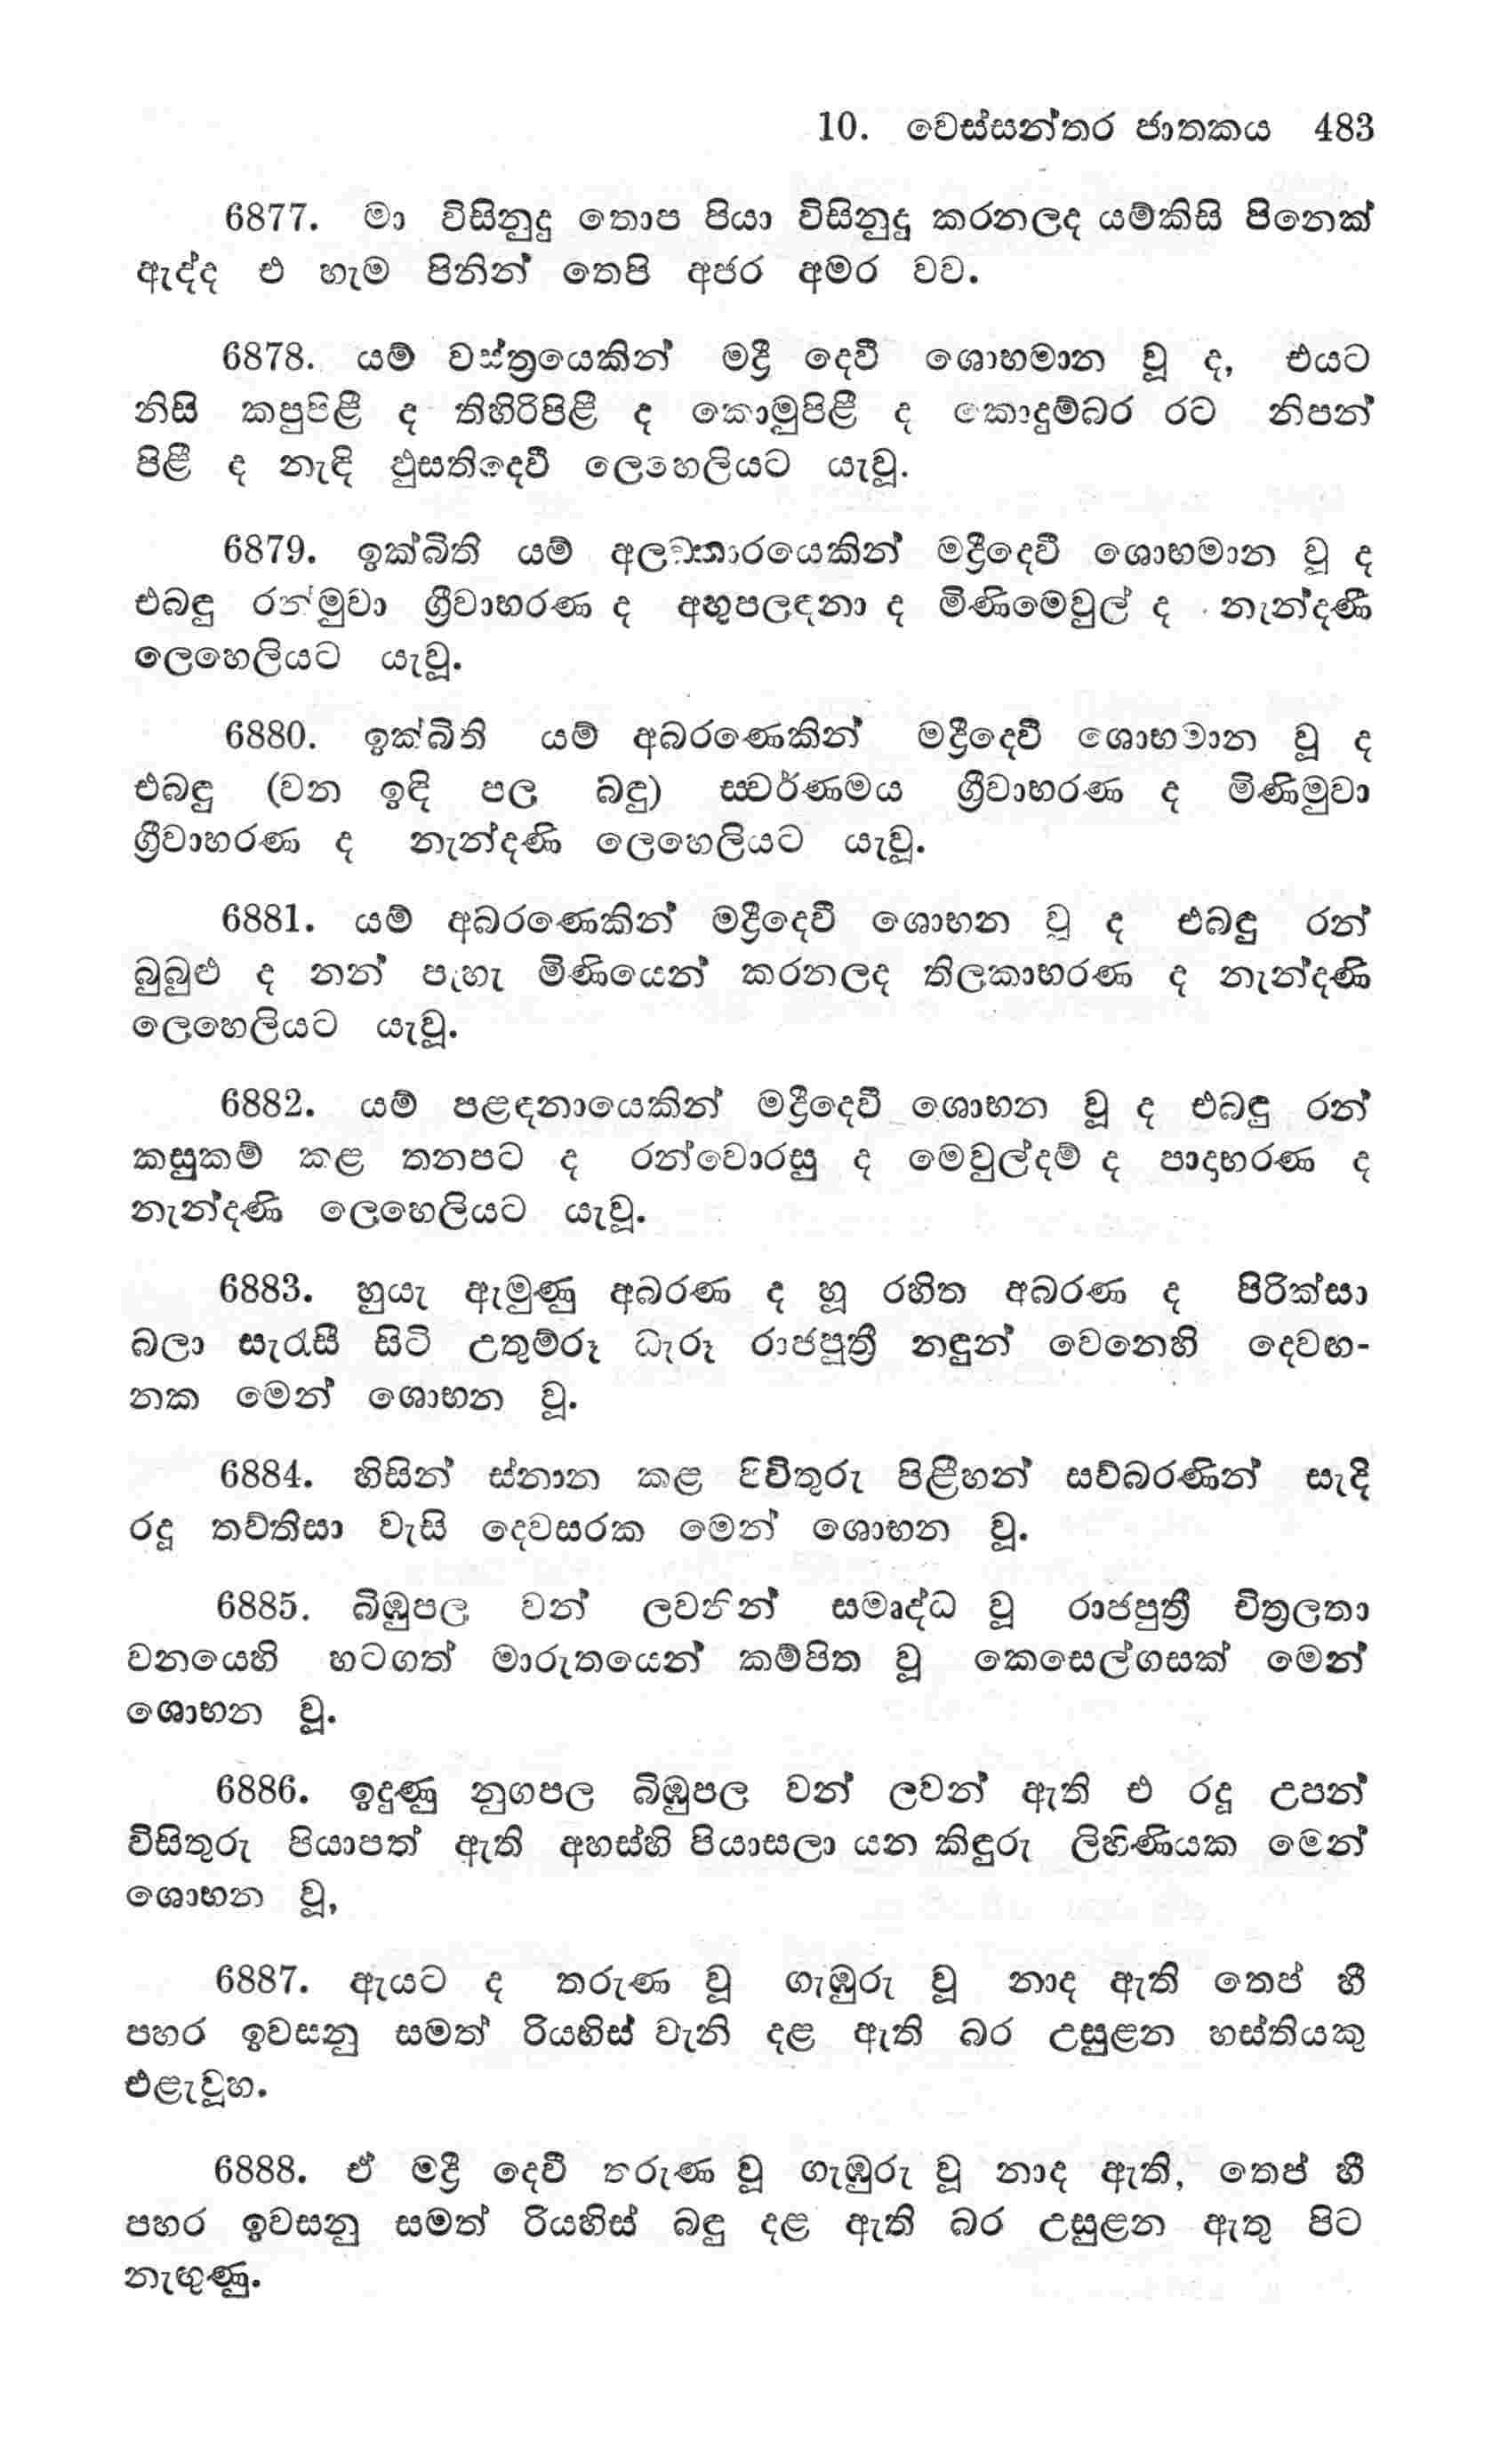 10. වෙස්සන්තර ජාතකය 483
6877. මා විසිනුදු තොප පියා විසිනුදු කරනලද යම්කිසි පිනෙක්
ඇද්ද එ හැම පිනින් තෙපි අජර අමර වව.
6878. යම් වස්ත්‍රයෙකින් මද්‍රී දෙවී ශොභමාන වූ ද, එයට
නිසි කපුපිළී ද තිහිරිපිළී ද කොමුපිළී ද කොදුම්බර රට නිපන්
පිළී ද නැඳි ඵුසතිදෙවී ලෙහෙලියට යැවූ.
6879. ඉක්බිති යම් අලඞ්කාරයෙකින් මද්‍රීදෙවී ශොභමාන වූ ද
එබඳු රන්මුවා ග්‍රීවාභරණ ද අඟුපලඳනා ද මිණිමෙවුල් ද නැන්දණී
ලෙහෙලියට යැවූ.
6880. ඉක්බිති යම් අබරණෙකින් මද්‍රීදෙවී ශොභමාන වූ ද
එබඳු (වන ඉඳි පල බඳු) ස්වර්ණමය ග්‍රීවාභරණ ද මිණිමුවා
ග්‍රීවාභරණ ද නැන්දණි ලෙහෙලියට යැවූ.
6881. යම් අබරණෙකින් මද්‍රීදෙවී ශොභන වූ ද එබඳු රන්
බුබුළු ද නන් පැහැ මිණියෙන් කරනලද තිලකාභරණ ද නැන්දණි
ලෙහෙලියට යැවූ.
6882. යම් පළඳනායෙකින් මද්‍රීදෙවී ශොභන වූ ද එබඳු රන්
කසුකම් කළ තනපට ද රන්වොරසු ද මෙවුල්දම් ද පාදාභරණ ද
නැන්දණි ලෙහෙලියට යැවූ.
6883. හුයැ ඇමුණු අබරණ ද හූ රහිත අබරණ ද පිරික්සා
බලා සැරැසී සිටි උතුම්රූ ධැරූ රාජපුත්‍රී නඳුන් වෙනෙහි දෙවඟ-
නක මෙන් ශොභන වූ.
6884. හිසින් ස්නාන කළ විචිතුරු පිළීහන් සව්බරණින් සැදි
රදූ තව්තිසා වැසි දෙවසරක මෙන් ශොභන වූ.
6885. බිඹුපල වන් ලවනින් සමෘද්ධ වූ රාජපුත්‍රී චිත්‍රලතා
වනයෙහි හටගත් මාරුතයෙන් කම්පිත වූ කෙසෙල්ගසක් මෙන්
ශොභන වූ.
6886. ඉදුණු නුගපල බිඹුපල වන් ලවන් ඇති එ රදූ උපන්
විසිතුරු පියාපත් ඇති අහස්හි පියාසලා යන කිඳුරු ලිහිණියක මෙන්
ශොභන වූ,
6887. ඇයට ද තරුණ වූ ගැඹුරු වූ නාද ඇති තෙප් හී
පහර ඉවසනු සමත් රියහිස් වැනි දළ ඇති බර උසුළන හස්තියකු
එළැවූහ.
6888. ඒ මද්‍රී දෙවී තරුණ වූ ගැඹුරු වූ නාද ඇති, තෙප් හී
පහර ඉවසනු සමත් රියහිස් බඳු දළ ඇති බර උසුළන ඇතු පිට
නැඟුණු.